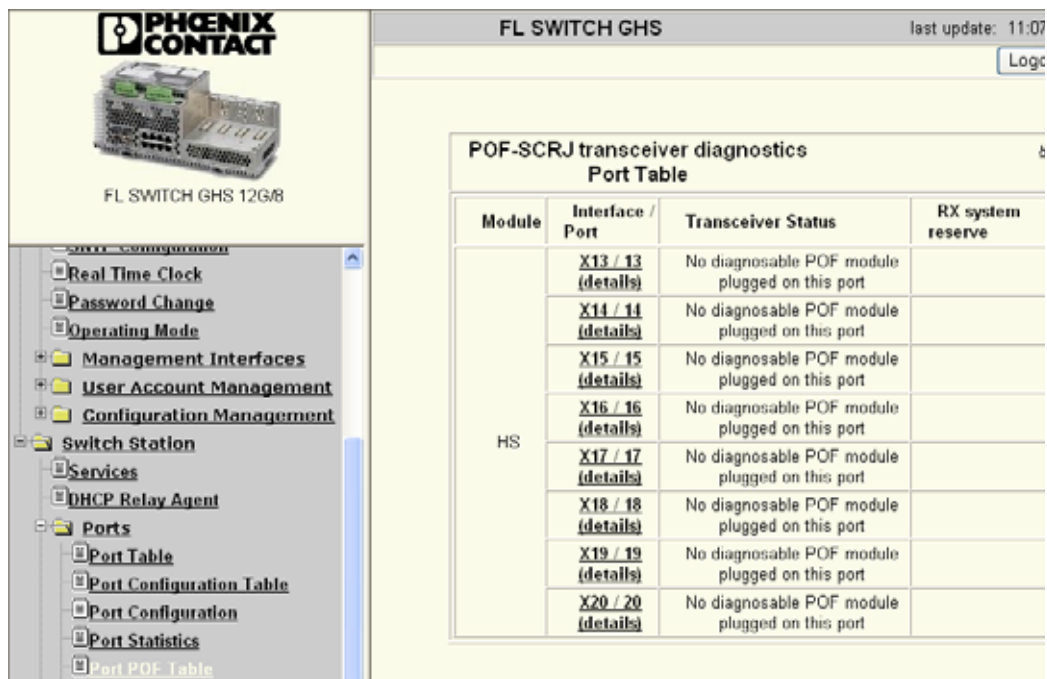 PHŒNIX
CONTACT
FL SWITCH GHS 12G/8
SNTP Configuration
Real Time Clock
Password Change
Operating Mode
Management Interfaces
User Account Management
Configuration Management
Switch Station
Services
DHCP Relay Agent
Ports
Port Table
Port Configuration Table
Port Configuration
Port Statistics
Port POF Table
FL SWITCH GHS
last update: 11:07
Logo
POF-SCRJ transceiver diagnostics
Port Table
Module
Interface /
Port
Transceiver Status
RX system
reserve
HS
X13 / 13
(details)
No diagnosable POF module
plugged on this port
X14 / 14
(details)
No diagnosable POF module
plugged on this port
X15 / 15
(details)
No diagnosable POF module
plugged on this port
X16 / 16
(details)
No diagnosable POF module
plugged on this port
X17 / 17
(details)
No diagnosable POF module
plugged on this port
X18 / 18
(details)
No diagnosable POF module
plugged on this port
X19 / 19
(details)
No diagnosable POF module
plugged on this port
X20 / 20
(details)
No diagnosable POF module
plugged on this port